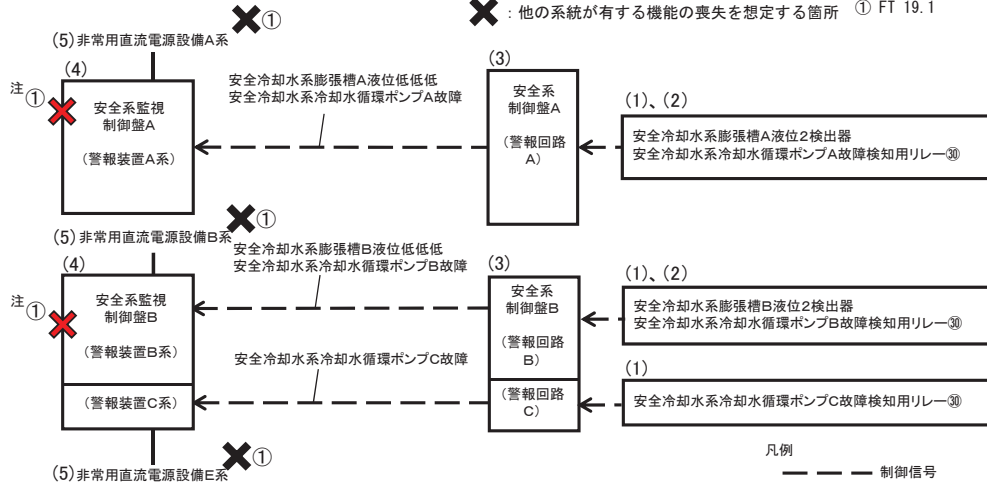 ：他の系統が有する機能の喪失を想定する箇所 ① FT 19.1
①
(5)非常用直流電源設備A系
(4)
注①
安全系監視
制御盤A
(警報装置A系)
安全冷却水系膨張槽A液位低低低
安全冷却水系冷却水循環ポンプA故障
(3)
安全系
制御盤A
(警報回路
A)
(1)、(2)
安全冷却水系膨張槽A液位2検出器
安全冷却水系冷却水循環ポンプA故障検知用リレー㉚
①
(5)非常用直流電源設備B系
(4)
注①
安全系監視
制御盤B
(警報装置B系)
(警報装置C系)
安全冷却水系膨張槽B液位低低低
安全冷却水系冷却水循環ポンプB故障
安全冷却水系冷却水循環ポンプC故障
(3)
安全系
制御盤B
(警報回路
B)
(警報回路
C)
(1)、(2)
安全冷却水系膨張槽B液位2検出器
安全冷却水系冷却水循環ポンプB故障検知用リレー㉚
(1)
安全冷却水系冷却水循環ポンプC故障検知用リレー㉚
①
(5)非常用直流電源設備E系
凡例
制御信号